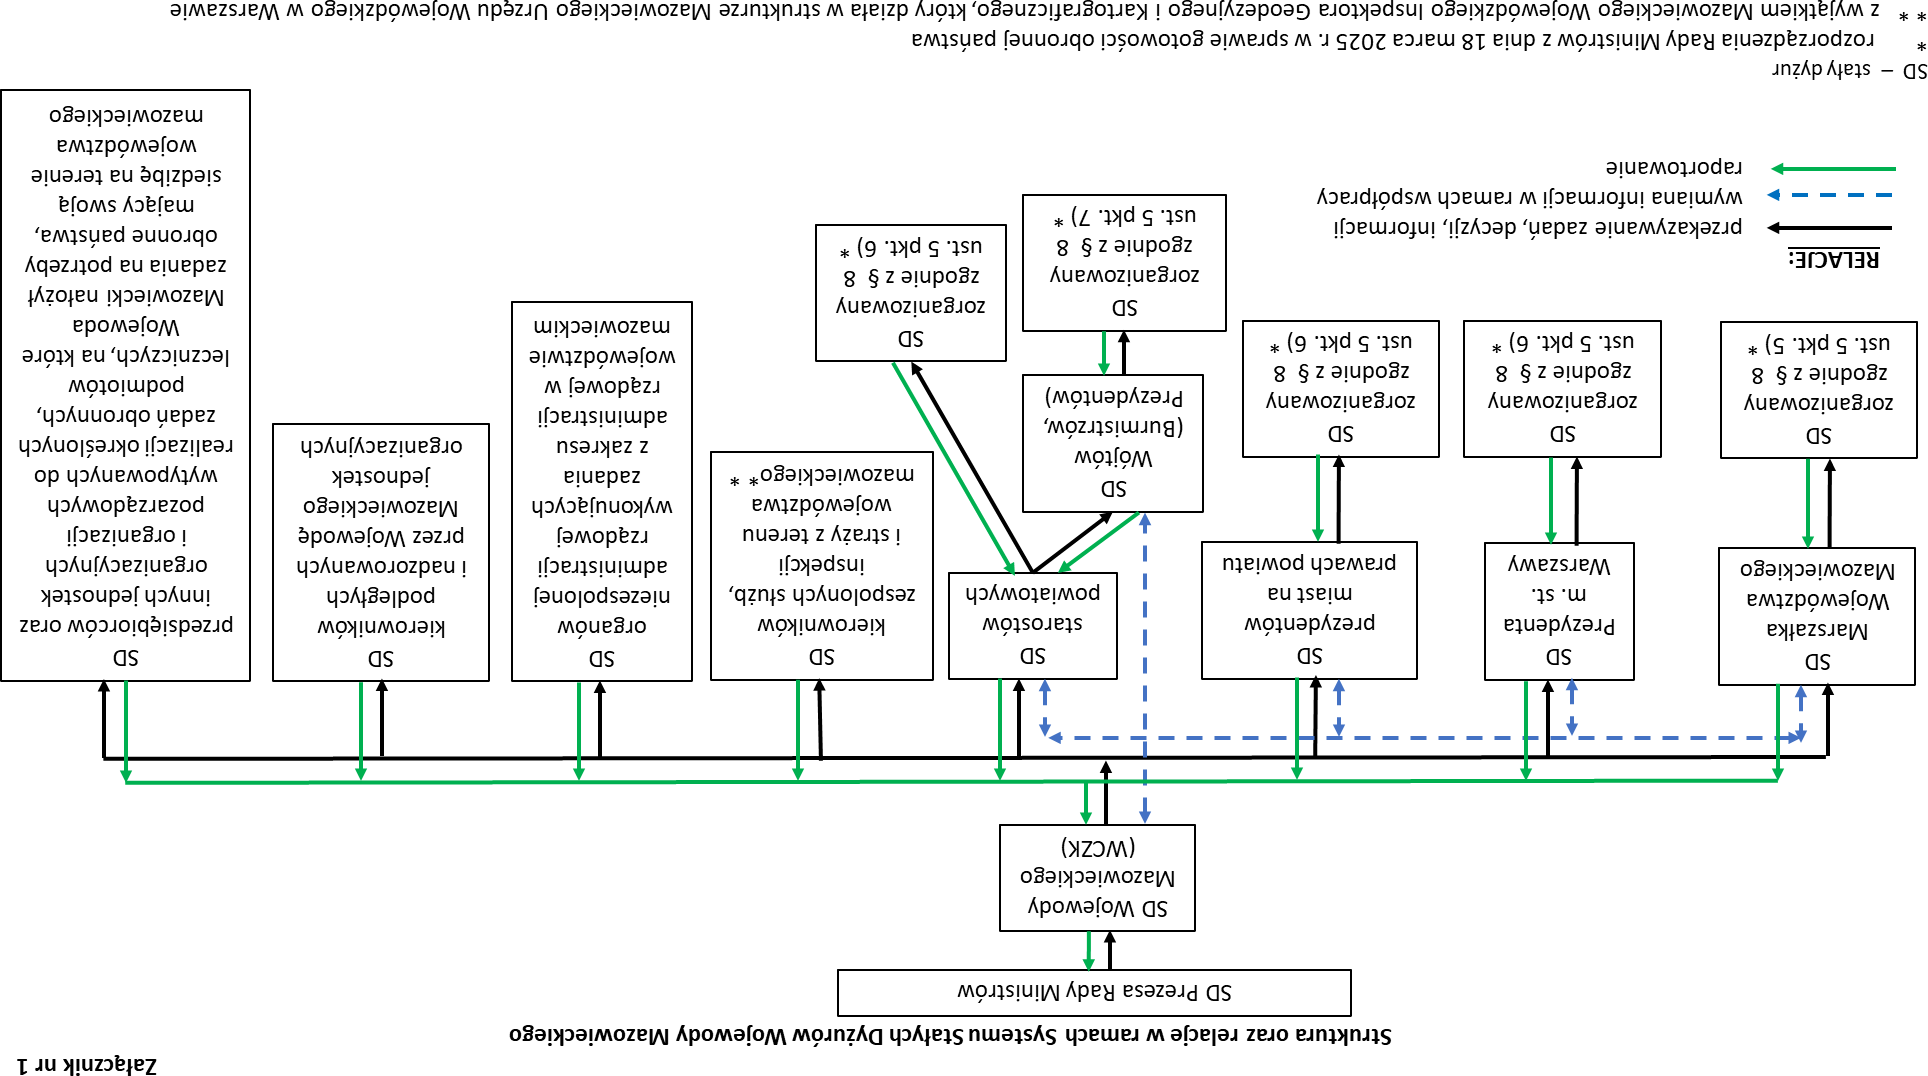 Załącznik nr 1
Struktura oraz relacje w ramach Systemu Stałych Dyżurów Wojewody Mazowieckiego
SD Prezesa Rady Ministrów
SD Wojewody
Mazowieckiego
(WCZK)
SD
Marszałka
Województwa
Mazowieckiego
SD
Prezydenta
m. st.
Warszawy
SD
prezydentów
miast na
prawach powiatu
SD
starostów
powiatowych
SD
kierowników
zespolonych służb,
inspekcji
i straży z terenu
województwa
mazowieckiego* *
SD
organów
niezespolonej
administracji
rządowej
wykonujących
zadania
z zakresu
administracji
rządowej w
województwie
mazowieckim
SD
kierowników
podległych
i nadzorowanych
przez Wojewodę
Mazowieckiego
jednostek
organizacyjnych
SD
przedsiębiorców oraz
innych jednostek
organizacyjnych
i organizacji
pozarządowych
wytypowanych do
realizacji określonych
zadań obronnych,
podmiotów
leczniczych, na które
Wojewoda
Mazowiecki nałożył
zadania na potrzeby
obronne państwa,
mający swoją
siedzibę na terenie
województwa
mazowieckiego
SD
zorganizowany
zgodnie z § 8
ust. 5 pkt. 5) *
SD
zorganizowany
zgodnie z § 8
ust. 5 pkt. 6) *
SD
zorganizowany
zgodnie z § 8
ust. 5 pkt. 6) *
SD
Wójtów
(Burmistrzów,
Prezydentów)
SD
zorganizowany
zgodnie z § 8
ust. 5 pkt. 7) *
SD
zorganizowany
zgodnie z § 8
ust. 5 pkt. 6) *
RELACJE:
przekazywanie zadań, decyzji, informacji
wymiana informacji w ramach współpracy
raportowanie
SD – stały dyżur
* rozporządzenia Rady Ministrów z dnia 18 marca 2025 r. w sprawie gotowości obronnej państwa
* * z wyjątkiem Mazowieckiego Wojewódzkiego Inspektora Geodezyjnego i Kartograficznego, który działa w strukturze Mazowieckiego Urzędu Wojewódzkiego w Warszawie